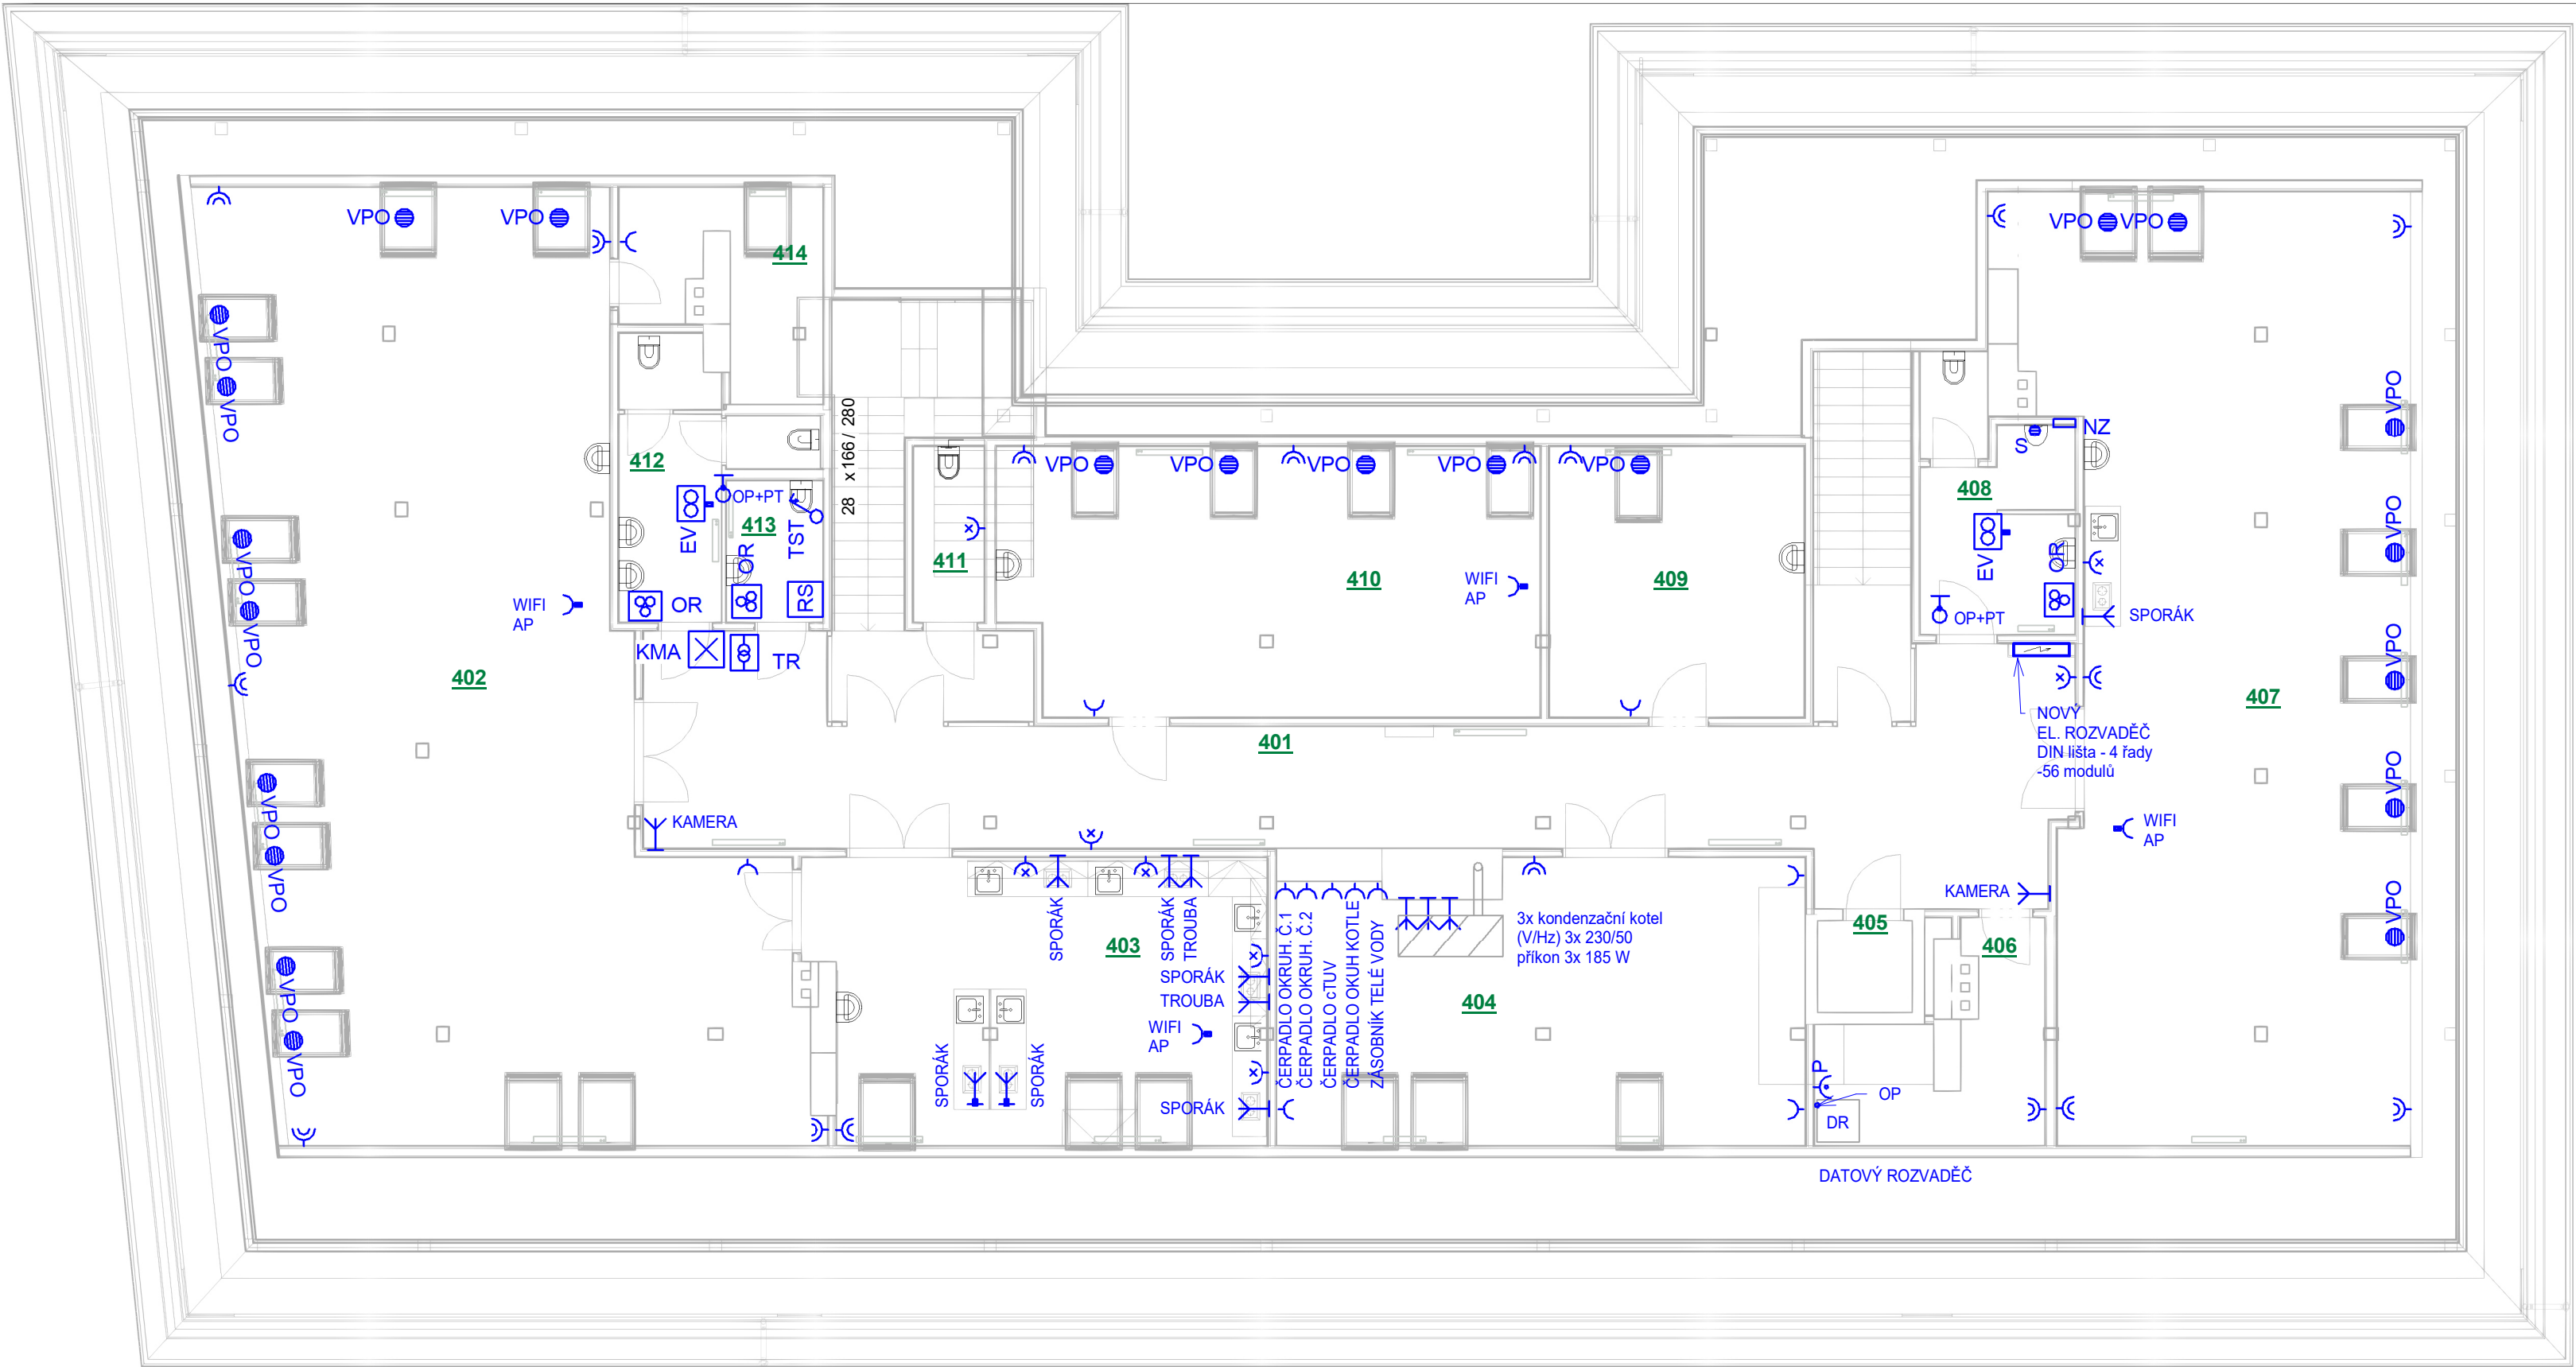 VPO
VPO
414
VPO
VPO
VPO
VPO
VPO
VPO
VPO
VPO
402
WIFI
AP
412
EV
OP+PT
413
OR
TST
OR
RS
KMA
TR
28 x166 / 280
411
VPO
VPO
VPO
VPO
410
WIFI
AP
VPO
409
401
KAMERA
VPO
VPO
NZ
S
408
EV
OR
OP+PT
SPORÁK
NOVÝ
EL. ROZVADĚČ
DIN lišta - 4 řady
-56 modulů
407
VPO
VPO
VPO
VPO
VPO
WIFI
AP
KAMERA
405
406
SPORÁK
403
SPORÁK
TROUBA
SPORÁK
TROUBA
WIFI
AP
SPORÁK
SPORÁK
SPORÁK
ČERPADLO OKRUH. Č.1
ČERPADLO OKRUH. Č.2
ČERPADLO cTUV
ČERPADLO OKUH KOTLE
ZÁSOBNÍK TELÉ VODY
3x kondenzační kotel
(V/Hz) 3x 230/50
příkon 3x 185 W
404
P
OP
DR
DATOVÝ ROZVADĚČ